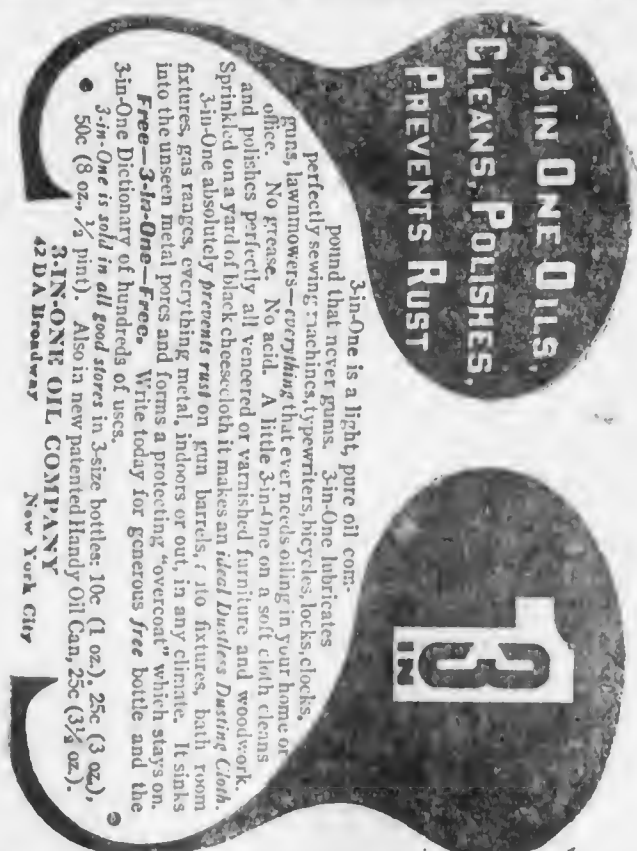 3 IN ONE OILS,
CLEANS, POLISHES,
PREVENTS RUST
3 IN 1
3-in-One is a light, pure oil com-
pound that never gums. 3-in-One lubricates
perfectly sewing machines, typewriters, bicycles, locks, clocks,
guns, lawnmowers—everything that ever needs oiling in your home or
office. No grease. No acid. A little 3-in-One on a soft cloth cleans
and polishes perfectly all veneered or varnished furniture and woodwork.
Sprinkled on a yard of black cheesecloth it makes an ideal Dustless Dusting Cloth.
3-in-One absolutely prevents rust on gun barrels, auto fixtures, bath room
fixtures, gas ranges, everything metal, indoors or out, in any climate. It sinks
into the unseen metal pores and forms a protecting "overcoat" which stays on.
Free—3-in-One—Free. Write today for generous free bottle and the
3-in-One Dictionary of hundreds of uses.
3-in-One is sold in all good stores in 3-size bottles: 10c (1 oz.), 25c (3 oz.),
50c (8 oz., ½ pint). Also in new patented Handy Oil Can, 25c (3½ oz.).
3-IN-ONE OIL COMPANY
42 D A Broadway New York City